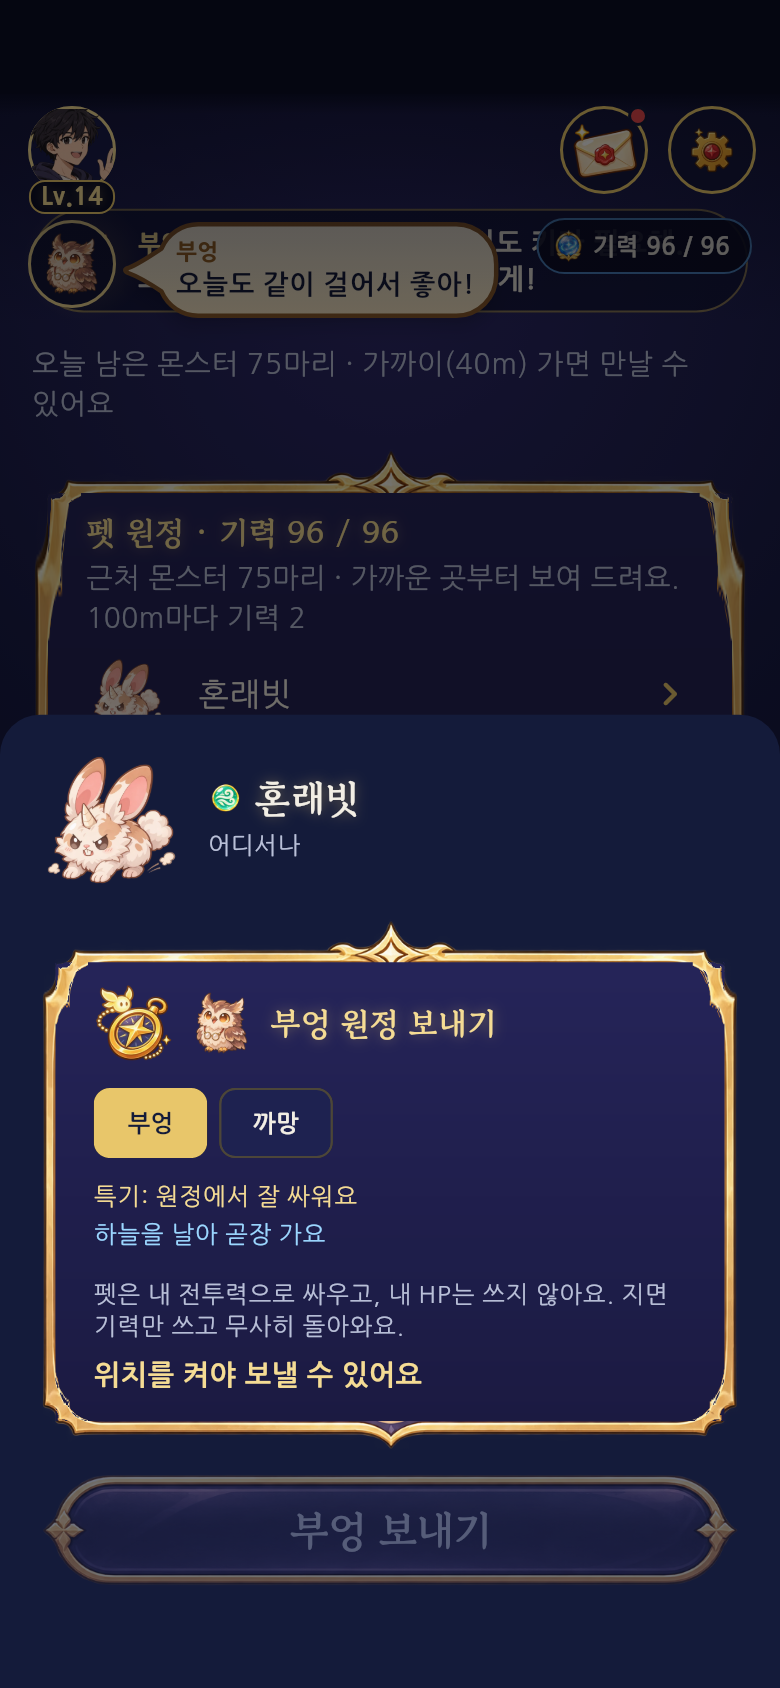 Lv.14
부엉
오늘도 같이 걸어서 좋아!
게!
기력 96 / 96
오늘 남은 몬스터 75마리 · 가까이(40m) 가면 만날 수
있어요
펫 원정 · 기력 96 / 96
근처 몬스터 75마리 · 가까운 곳부터 보여 드려요.
100m마다 기력 2
혼래빗
혼래빗
어디서나
부엉 원정 보내기
부엉
까망
특기: 원정에서 잘 싸워요
하늘을 날아 곧장 가요
펫은 내 전투력으로 싸우고, 내 HP는 쓰지 않아요. 지면
기력만 쓰고 무사히 돌아와요.
위치를 켜야 보낼 수 있어요
부엉 보내기